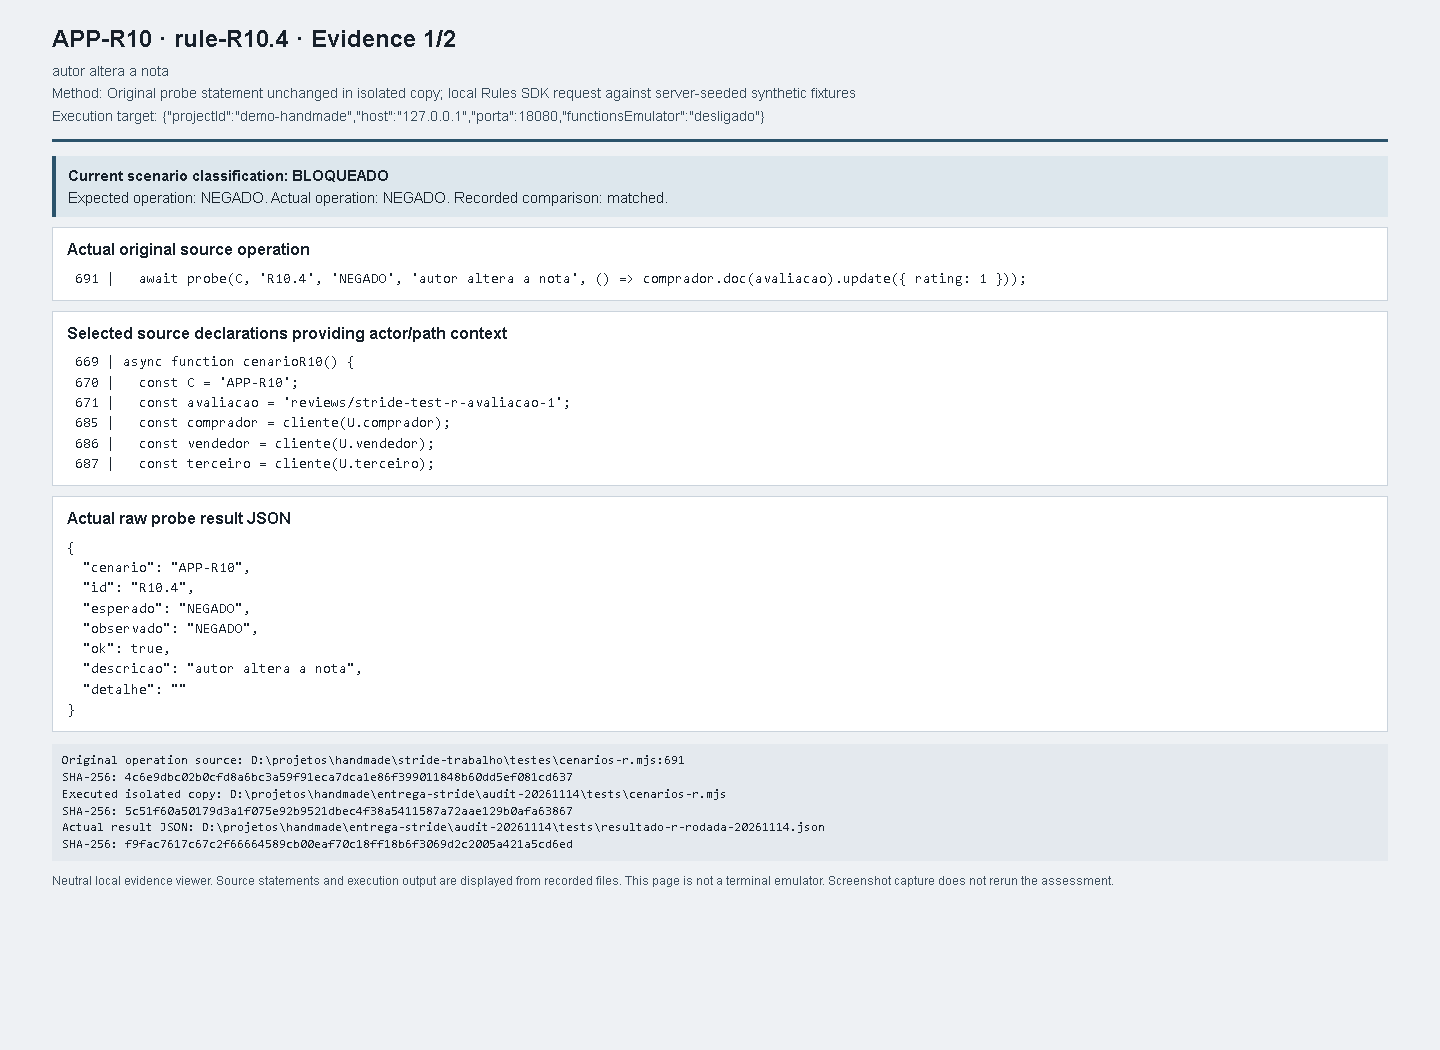 APP-R10 · rule-R10.4 · Evidence 1/2
autor altera a nota
Method: Original probe statement unchanged in isolated copy; local Rules SDK request against server-seeded synthetic fixtures
Execution target: {"projectId":"demo-handmade","host":"127.0.0.1","porta":18080,"functionsEmulator":"desligado"}
Current scenario classification: BLOQUEADO
Expected operation: NEGADO. Actual operation: NEGADO. Recorded comparison: matched.
Actual original source operation
691 |   await probe(C, 'R10.4', 'NEGADO', 'autor altera a nota', () => comprador.doc(avaliacao).update({ rating: 1 }));
Selected source declarations providing actor/path context
669 | async function cenarioR10() {
670 |   const C = 'APP-R10';
671 |   const avaliacao = 'reviews/stride-test-r-avaliacao-1';
685 |   const comprador = cliente(U.comprador);
686 |   const vendedor = cliente(U.vendedor);
687 |   const terceiro = cliente(U.terceiro);
Actual raw probe result JSON
{
  "cenario": "APP-R10",
  "id": "R10.4",
  "esperado": "NEGADO",
  "observado": "NEGADO",
  "ok": true,
  "descricao": "autor altera a nota",
  "detalhe": ""
}
Original operation source: D:\projetos\handmade\stride-trabalho\testes\cenarios-r.mjs:691
SHA-256: 4c6e9dbc02b0cfd8a6bc3a59f91eca7dca1e86f399011848b60dd5ef081cd637
Executed isolated copy: D:\projetos\handmade\entrega-stride\audit-20261114\tests\cenarios-r.mjs
SHA-256: 5c51f60a50179d3a1f075e92b9521dbec4f38a5411587a72aae129b0afa63867
Actual result JSON: D:\projetos\handmade\entrega-stride\audit-20261114\tests\resultado-r-rodada-20261114.json
SHA-256: f9fac7617c67c2f66664589cb00eaf70c18ff18b6f3069d2c2005a421a5cd6ed
Neutral local evidence viewer. Source statements and execution output are displayed from recorded files. This page is not a terminal emulator. Screenshot capture does not rerun the assessment.